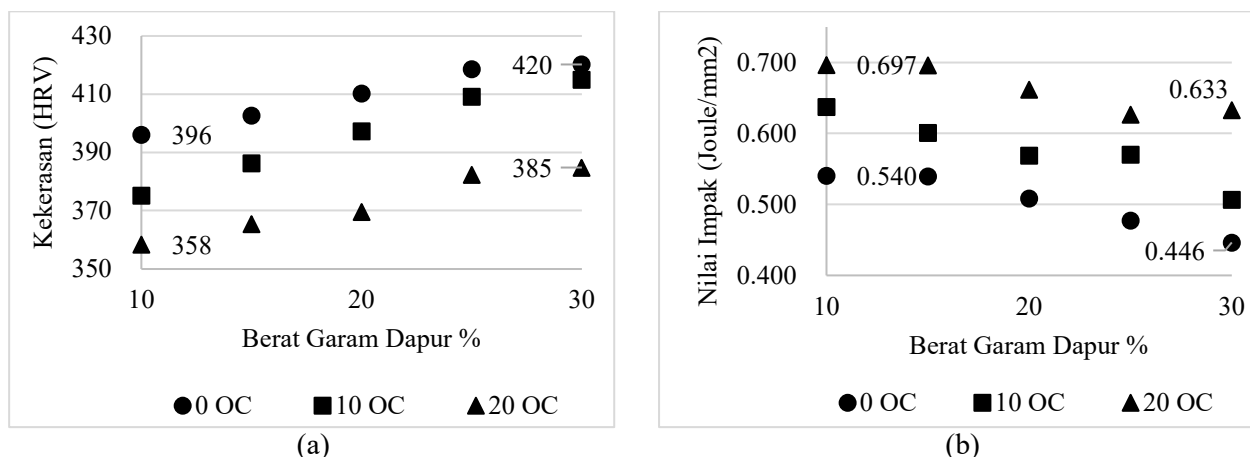 430
410
390
370
350
Kekerasan (HRV)
396
420
358
385
10 20 30
Berat Garam Dapur %
0 OC 10 OC 20 OC
(a)
0.700
0.600
0.500
0.400
Nilai Impak (Joule/mm2)
0.697
0.633
0.540
0.446
10 20 30
Berat Garam Dapur %
0 OC 10 OC 20 OC
(b)